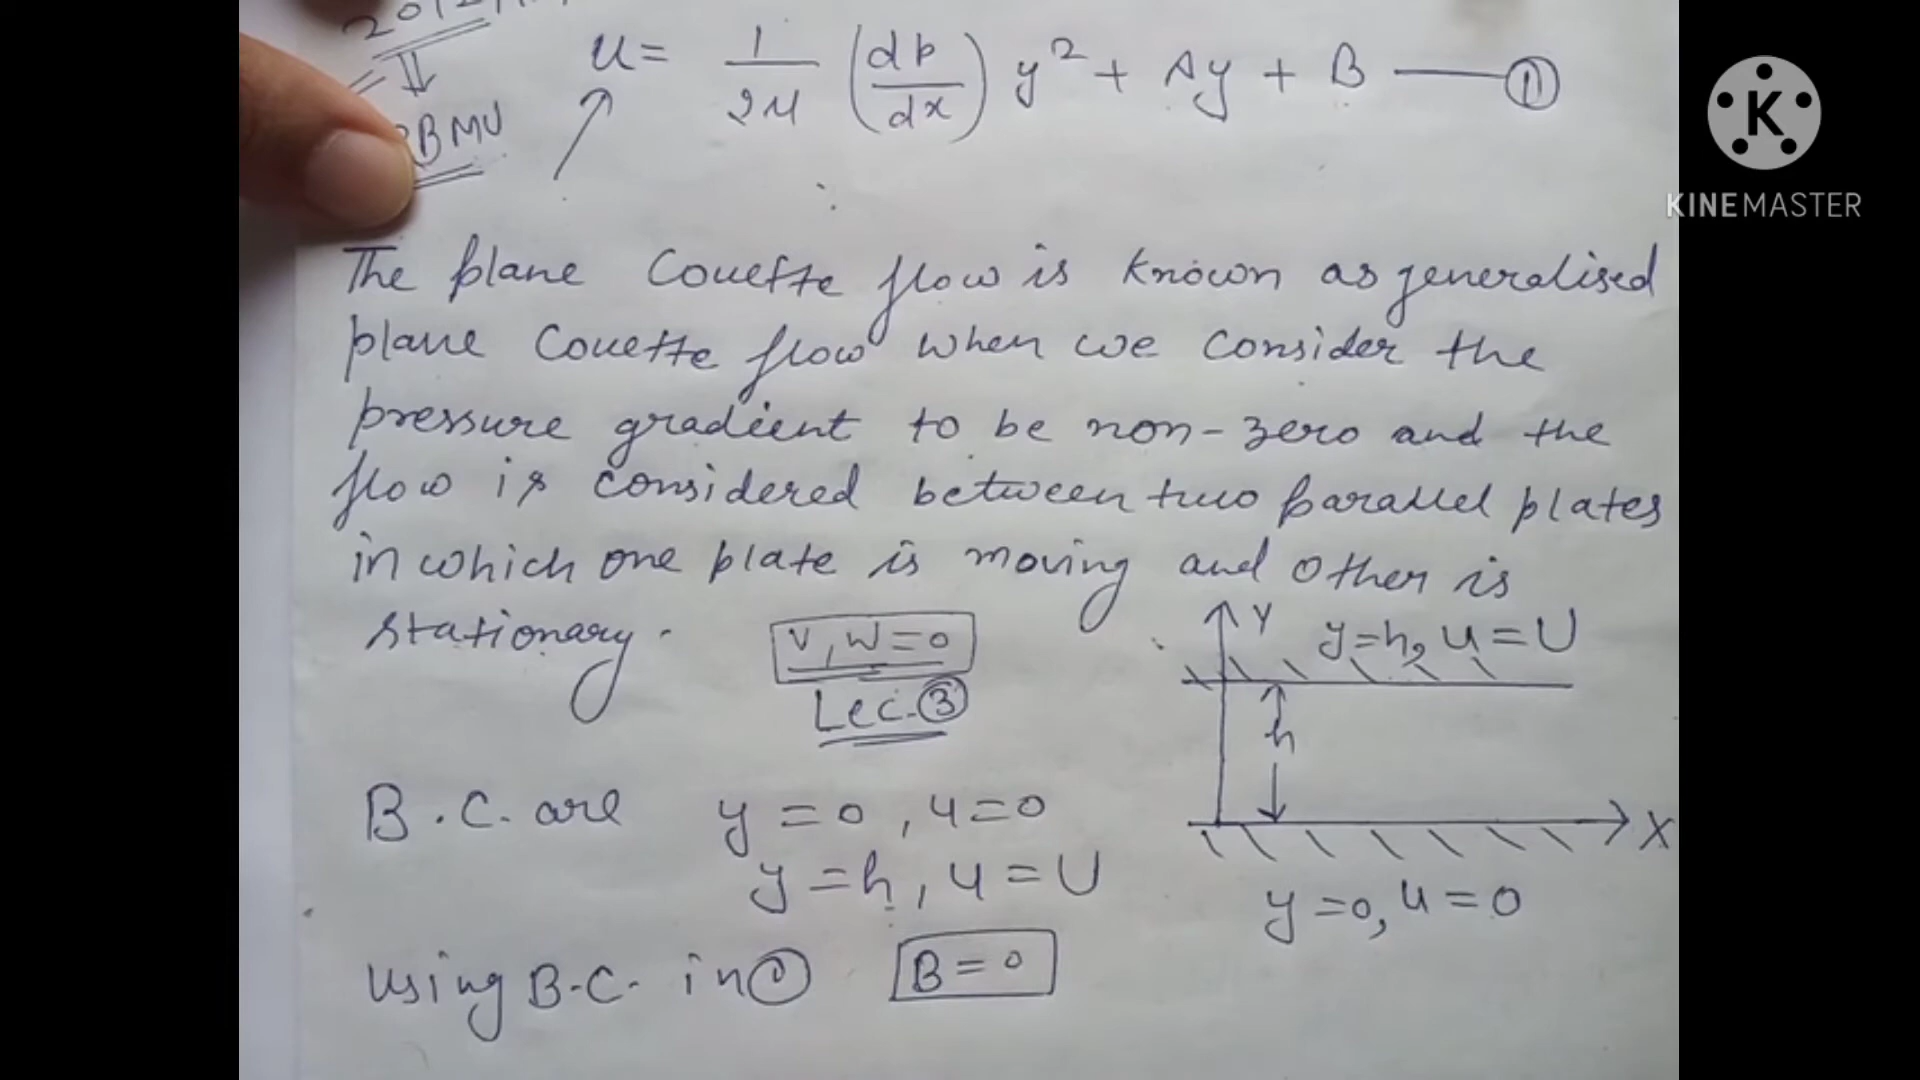 u = 1/2μ (dp/dx) y² + Ay + B — ①
BMU
The plane Couette flow is known as generalised
plane Couette flow when we consider the
pressure gradient to be non-zero and the
flow is considered between two parallel plates
in which one plate is moving and other is
stationary.
v, w = 0
Lec. ③
Y
y=h, u=U
h
X
y=0, u=0
B.C. are y=0, u=0
y=h, u=U
Using B.C. in ① B=0
K
KINEMASTER